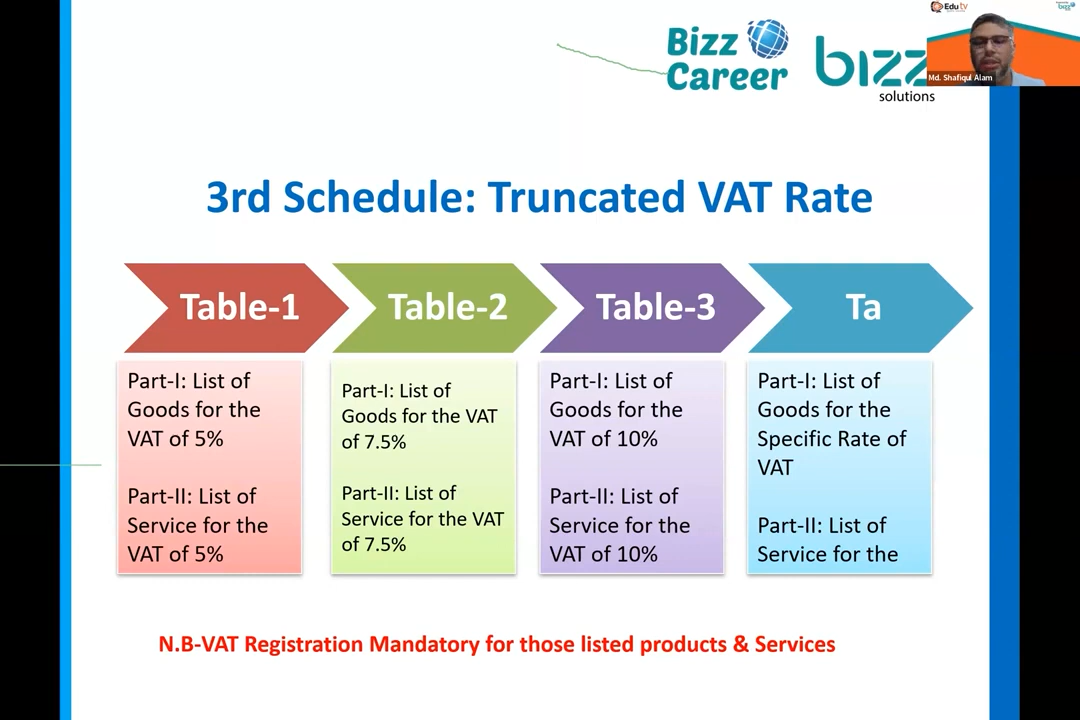 Edu tv
Bizz
Career
bizz
solutions
Md. Shafiqul Alam
3rd Schedule: Truncated VAT Rate
Table-1
Part-I: List of
Goods for the
VAT of 5%
Part-II: List of
Service for the
VAT of 5%
Table-2
Part-I: List of
Goods for the VAT
of 7.5%
Part-II: List of
Service for the VAT
of 7.5%
Table-3
Part-I: List of
Goods for the
VAT of 10%
Part-II: List of
Service for the
VAT of 10%
Ta
Part-I: List of
Goods for the
Specific Rate of
VAT
Part-II: List of
Service for the
N.B-VAT Registration Mandatory for those listed products & Services